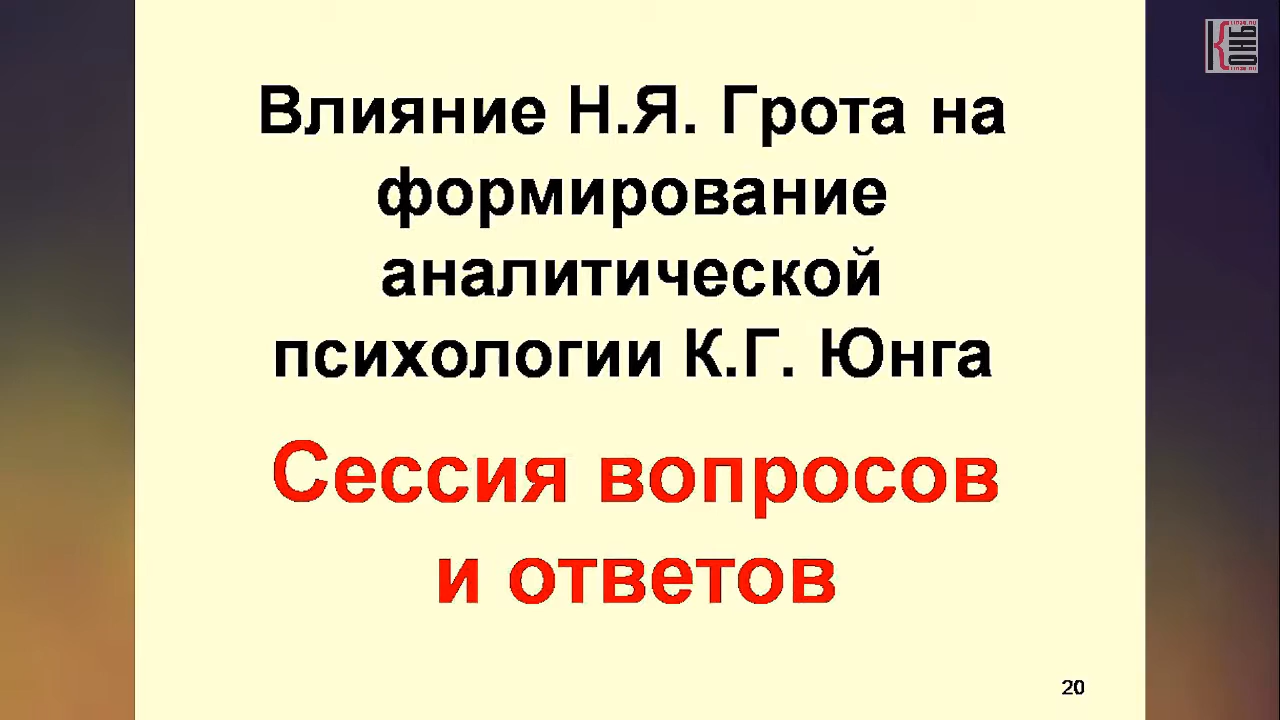 Влияние Н.Я. Грота на
формирование
аналитической
психологии К.Г. Юнга
Сессия вопросов
и ответов
20